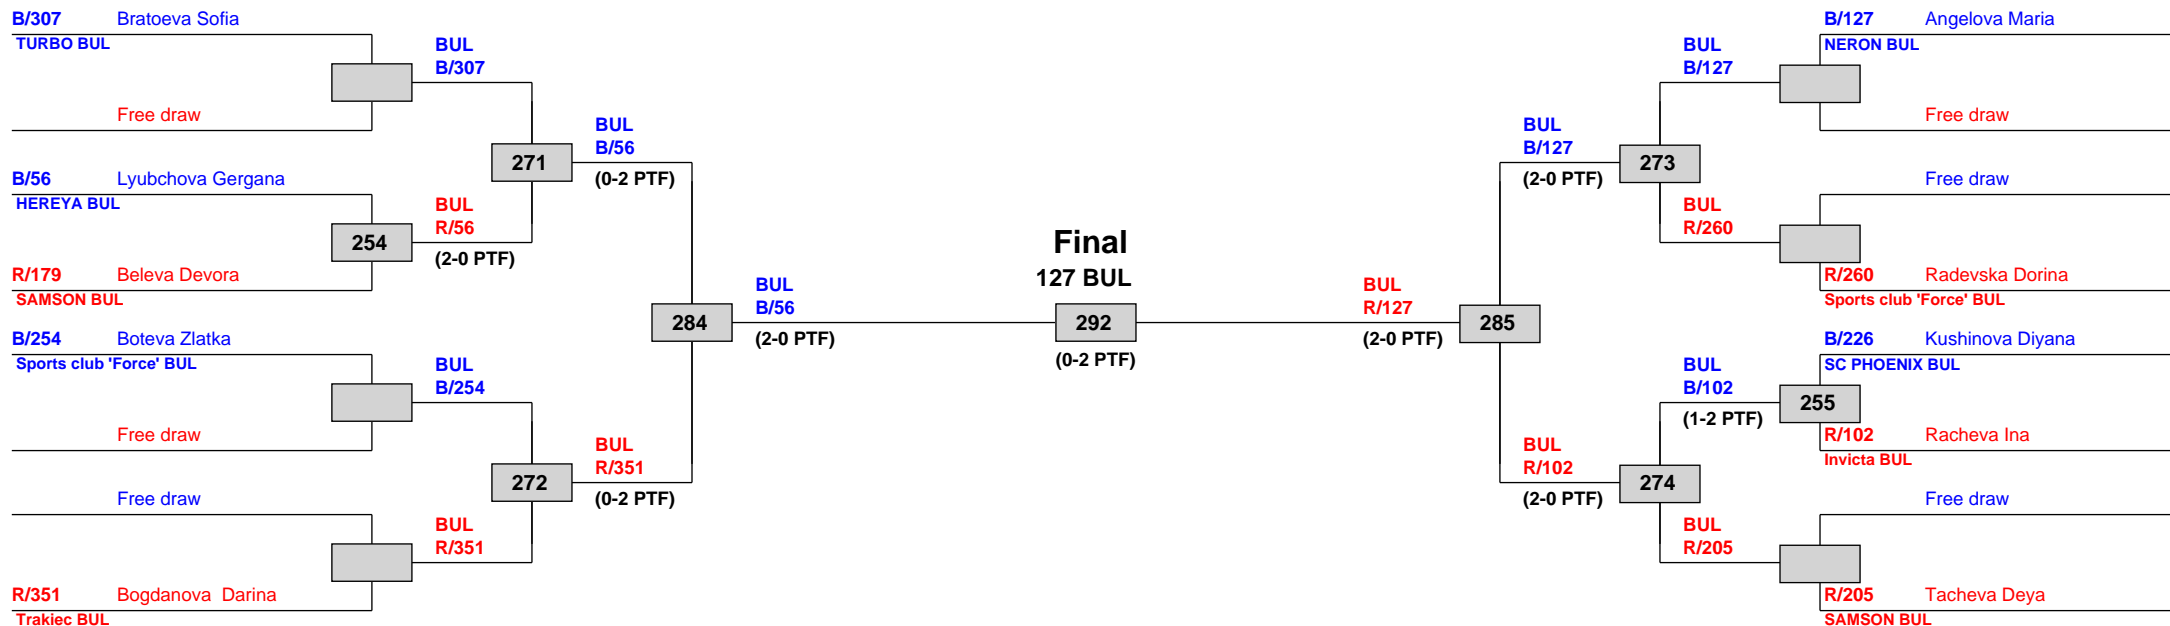 B/307 Bratoeva Sofia
TURBO BUL
BUL
B/307
Free draw
BUL
B/56
271
(0-2 PTF)
B/56 Lyubchova Gergana
HEREYA BUL
BUL
R/56
254
(2-0 PTF)
R/179 Beleva Devora
SAMSON BUL
BUL
B/56
284
(2-0 PTF)
B/254 Boteva Zlatka
Sports club 'Force' BUL
BUL
B/254
Free draw
BUL
R/351
272
(0-2 PTF)
Free draw
BUL
R/351
R/351 Bogdanova Darina
Trakiec BUL
Final
127 BUL
292
(0-2 PTF)
B/127 Angelova Maria
NERON BUL
BUL
B/127
Free draw
BUL
B/127
273
(2-0 PTF)
Free draw
BUL
R/260
R/260 Radevska Dorina
Sports club 'Force' BUL
BUL
R/127
285
(2-0 PTF)
B/226 Kushinova Diyana
SC PHOENIX BUL
BUL
B/102
255
(1-2 PTF)
R/102 Racheva Ina
Invicta BUL
BUL
R/102
274
(2-0 PTF)
Free draw
BUL
R/205
R/205 Tacheva Deya
SAMSON BUL